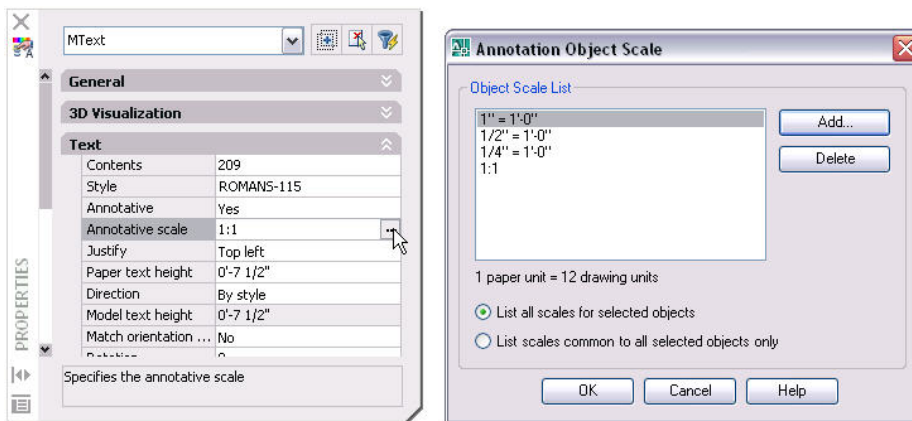 MText
General
3D Visualization
Text
Contents 209
Style ROMANS-115
Annotative Yes
Annotative scale 1:1
Justify Top left
Paper text height 0'-7 1/2"
Direction By style
Model text height 0'-7 1/2"
Match orientation ... No
Specifies the annotative scale
PROPERTIES
Annotation Object Scale
Object Scale List
1" = 1'-0"
1/2" = 1'-0"
1/4" = 1'-0"
1:1
Add...
Delete
1 paper unit = 12 drawing units
List all scales for selected objects
List scales common to all selected objects only
OK Cancel Help